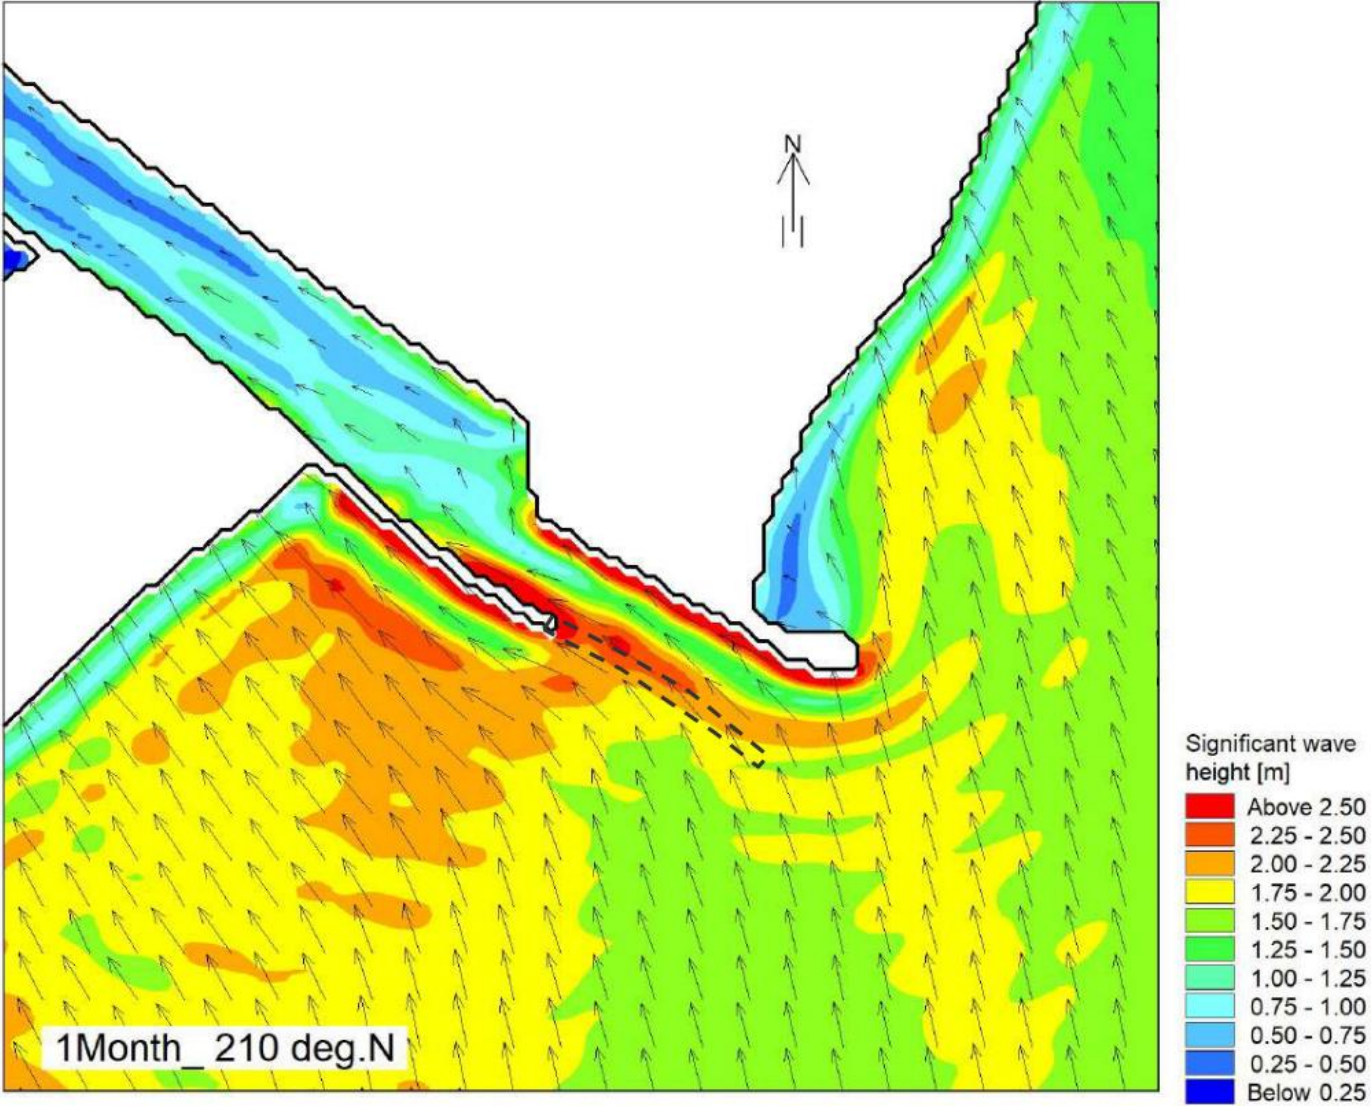 N
Significant wave
height [m]
Above 2.50
2.25 - 2.50
2.00 - 2.25
1.75 - 2.00
1.50 - 1.75
1.25 - 1.50
1.00 - 1.25
0.75 - 1.00
0.50 - 0.75
0.25 - 0.50
Below 0.25
1Month_ 210 deg.N